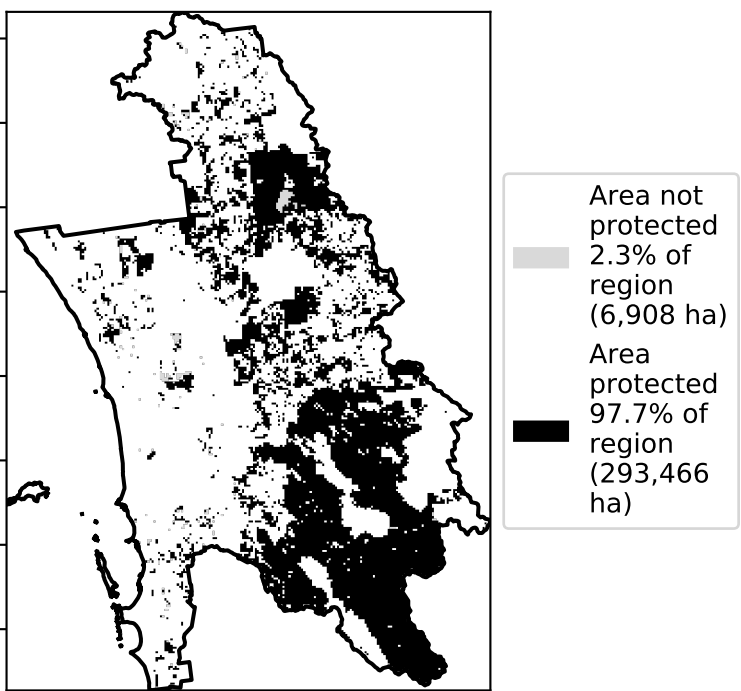 Area not
protected
2.3% of
region
(6,908 ha)
Area
protected
97.7% of
region
(293,466
ha)